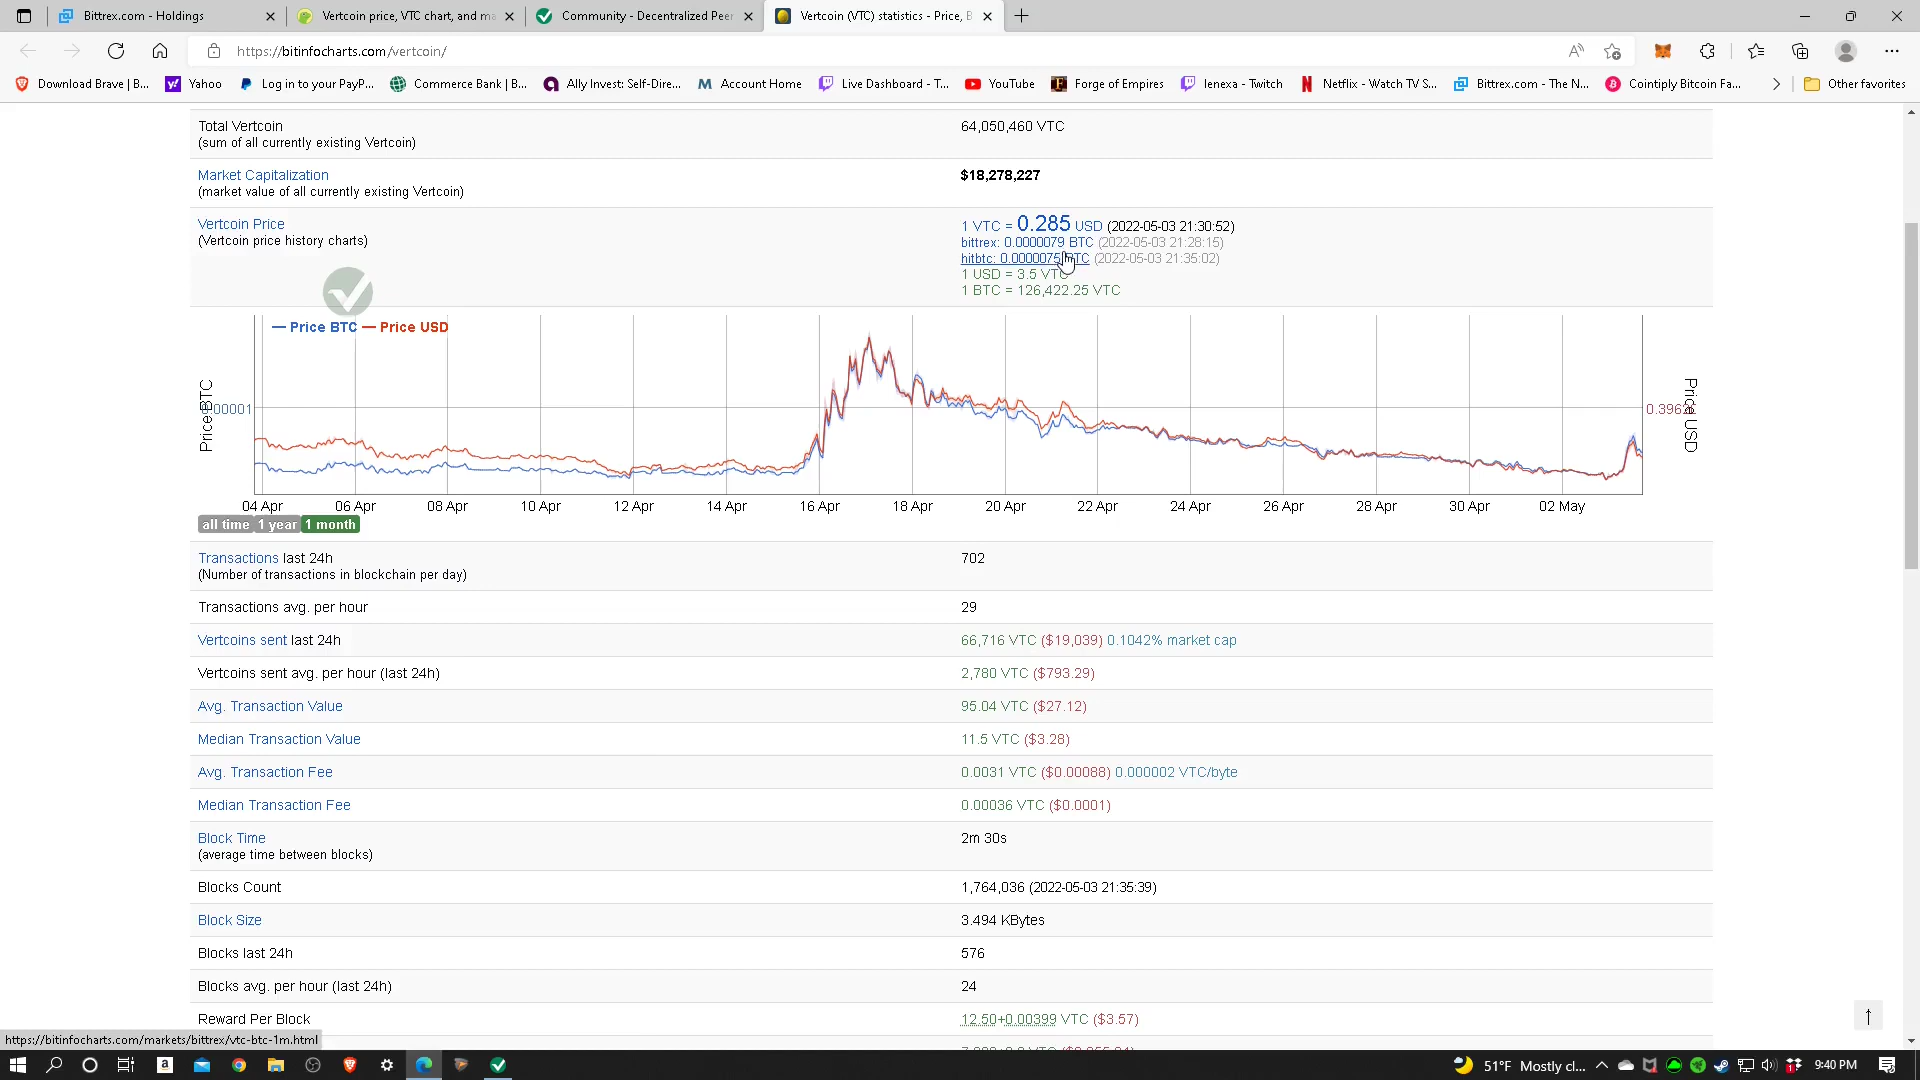 Bittrex.com - Holdings
Vertcoin price, VTC chart, and ma
Community - Decentralized Peer
Vertcoin (VTC) statistics - Price, B
https://bitinfocharts.com/vertcoin/
Download Brave | B...
Yahoo
Log in to your PayP...
Commerce Bank | B...
Ally Invest: Self-Dire...
Account Home
Live Dashboard - T...
YouTube
Forge of Empires
lenexa - Twitch
Netflix - Watch TV S...
Bittrex.com - The N...
Cointiply Bitcoin Fa...
Other favorites
Total Vertcoin
(sum of all currently existing Vertcoin)
64,050,460 VTC
Market Capitalization
(market value of all currently existing Vertcoin)
$18,278,227
Vertcoin Price
(Vertcoin price history charts)
1 VTC = 0.285 USD (2022-05-03 21:30:52)
bittrex: 0.0000079 BTC (2022-05-03 21:28:15)
hitbtc: 0.0000075 BTC (2022-05-03 21:35:02)
1 USD = 3.5 VTC
1 BTC = 126,422.25 VTC
Price BTC
Price USD
Price BTC
Price USD
04 Apr 06 Apr 08 Apr 10 Apr 12 Apr 14 Apr 16 Apr 18 Apr 20 Apr 22 Apr 24 Apr 26 Apr 28 Apr 30 Apr 02 May
all time 1 year 1 month
Transactions last 24h
(Number of transactions in blockchain per day)
702
Transactions avg. per hour
29
Vertcoins sent last 24h
66,716 VTC ($19,039) 0.1042% market cap
Vertcoins sent avg. per hour (last 24h)
2,780 VTC ($793.29)
Avg. Transaction Value
95.04 VTC ($27.12)
Median Transaction Value
11.5 VTC ($3.28)
Avg. Transaction Fee
0.0031 VTC ($0.00088) 0.000002 VTC/byte
Median Transaction Fee
0.00036 VTC ($0.0001)
Block Time
(average time between blocks)
2m 30s
Blocks Count
1,764,036 (2022-05-03 21:35:39)
Block Size
3.494 KBytes
Blocks last 24h
576
Blocks avg. per hour (last 24h)
24
Reward Per Block
12.50+0.00399 VTC ($3.57)
https://bitinfocharts.com/markets/bittrex/vtc-btc-1m.html
51°F Mostly cl...
9:40 PM